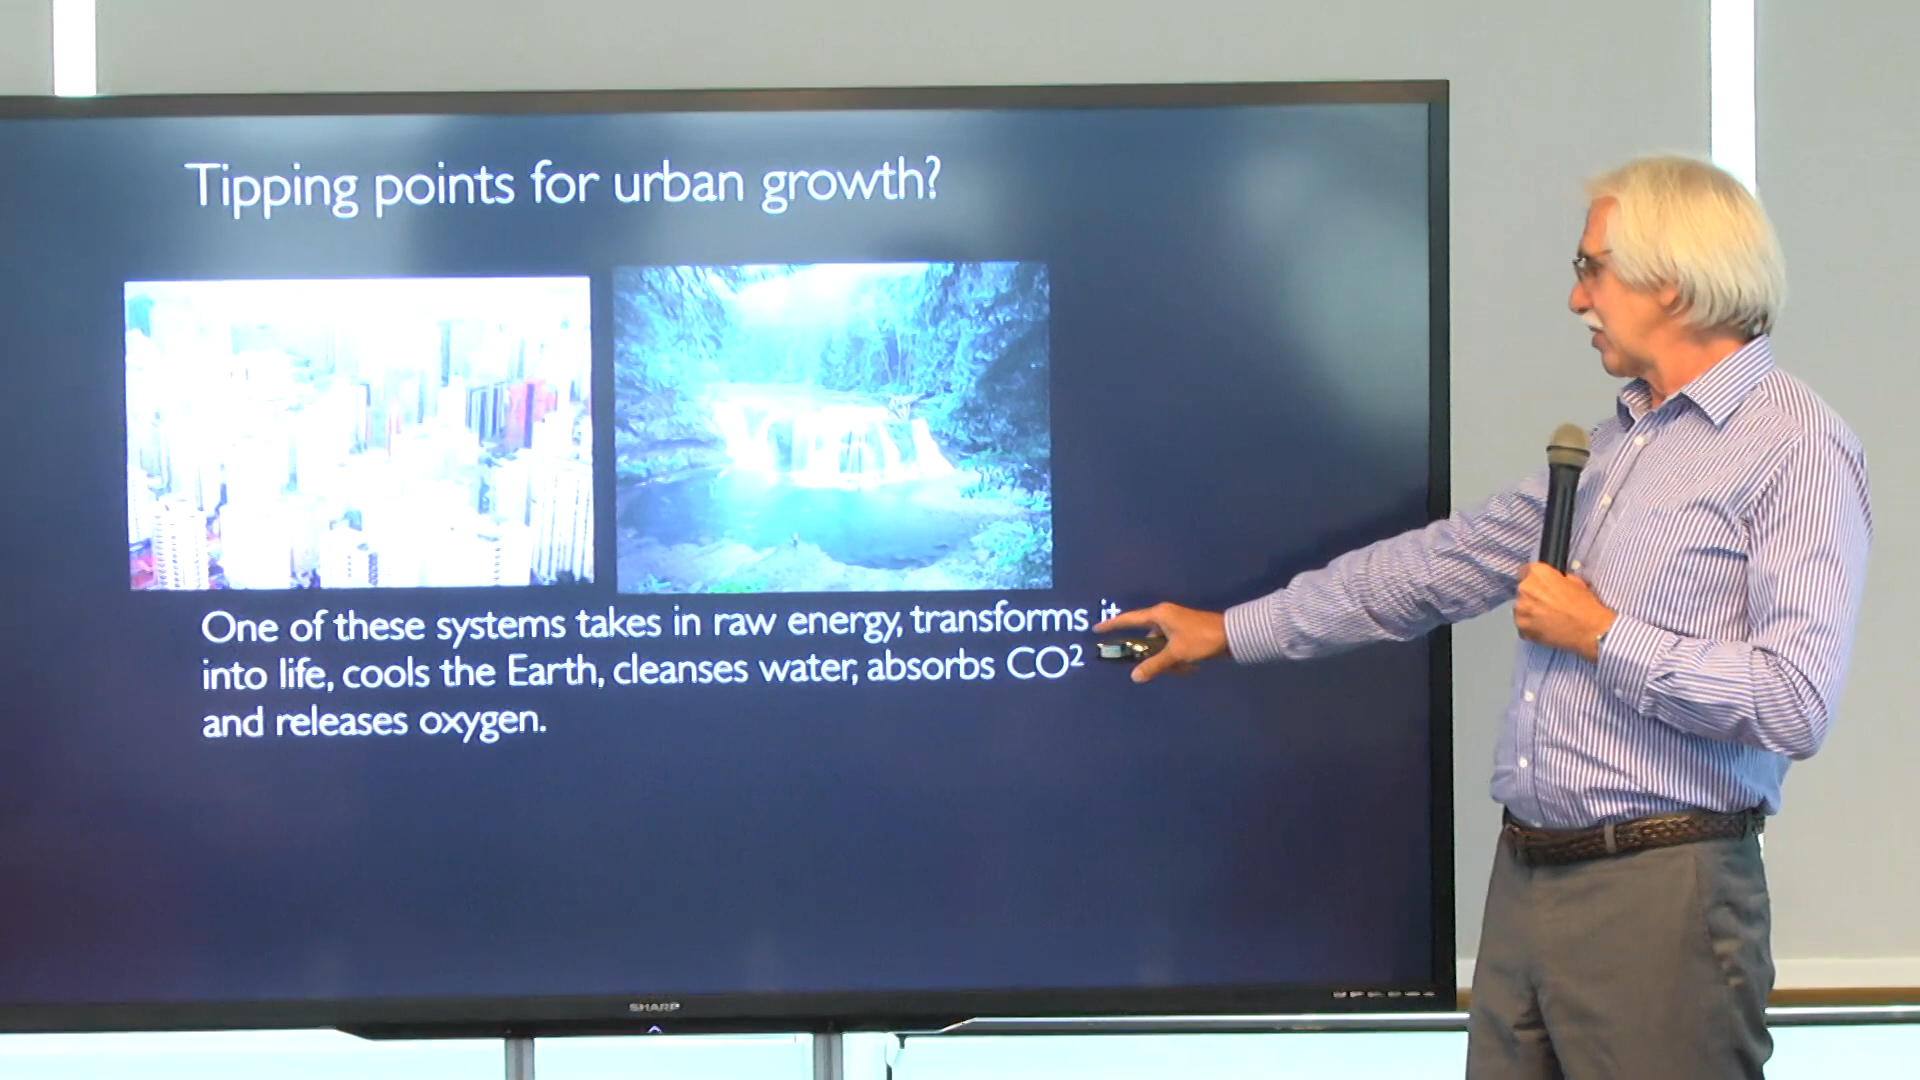 Tipping points for urban growth?
One of these systems takes in raw energy, transforms it
into life, cools the Earth, cleanses water, absorbs CO²
and releases oxygen.
SHARP